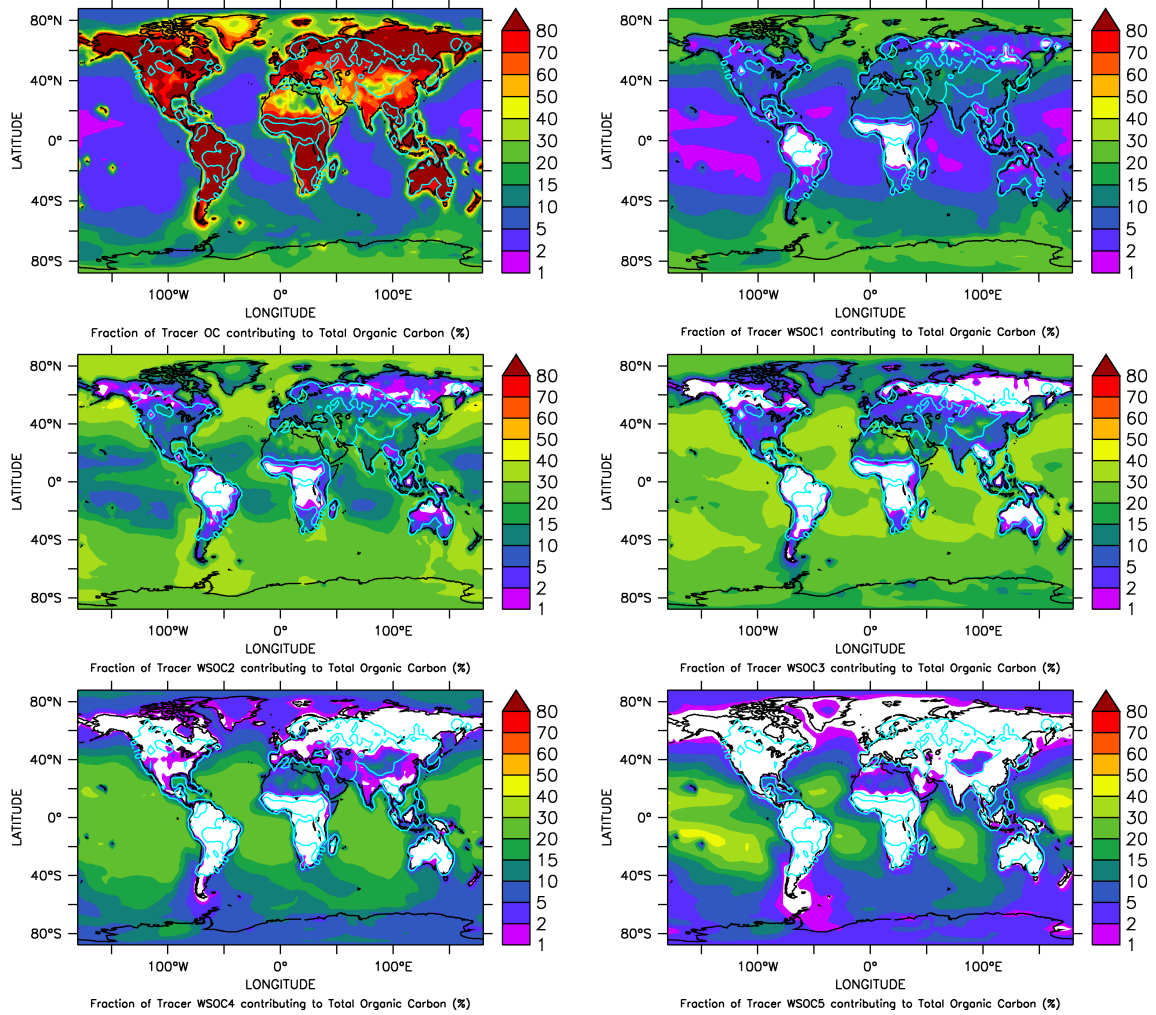 LATITUDE
80°N
40°N
0°
40°S
80°S
100°W 0° 100°E
LONGITUDE
80
70
60
50
40
30
20
15
10
5
2
1
Fraction of Tracer OC contributing to Total Organic Carbon (%)
LATITUDE
80°N
40°N
0°
40°S
80°S
100°W 0° 100°E
LONGITUDE
80
70
60
50
40
30
20
15
10
5
2
1
Fraction of Tracer WSOC1 contributing to Total Organic Carbon (%)
LATITUDE
80°N
40°N
0°
40°S
80°S
100°W 0° 100°E
LONGITUDE
80
70
60
50
40
30
20
15
10
5
2
1
Fraction of Tracer WSOC2 contributing to Total Organic Carbon (%)
LATITUDE
80°N
40°N
0°
40°S
80°S
100°W 0° 100°E
LONGITUDE
80
70
60
50
40
30
20
15
10
5
2
1
Fraction of Tracer WSOC3 contributing to Total Organic Carbon (%)
LATITUDE
80°N
40°N
0°
40°S
80°S
100°W 0° 100°E
LONGITUDE
80
70
60
50
40
30
20
15
10
5
2
1
Fraction of Tracer WSOC4 contributing to Total Organic Carbon (%)
LATITUDE
80°N
40°N
0°
40°S
80°S
100°W 0° 100°E
LONGITUDE
80
70
60
50
40
30
20
15
10
5
2
1
Fraction of Tracer WSOC5 contributing to Total Organic Carbon (%)